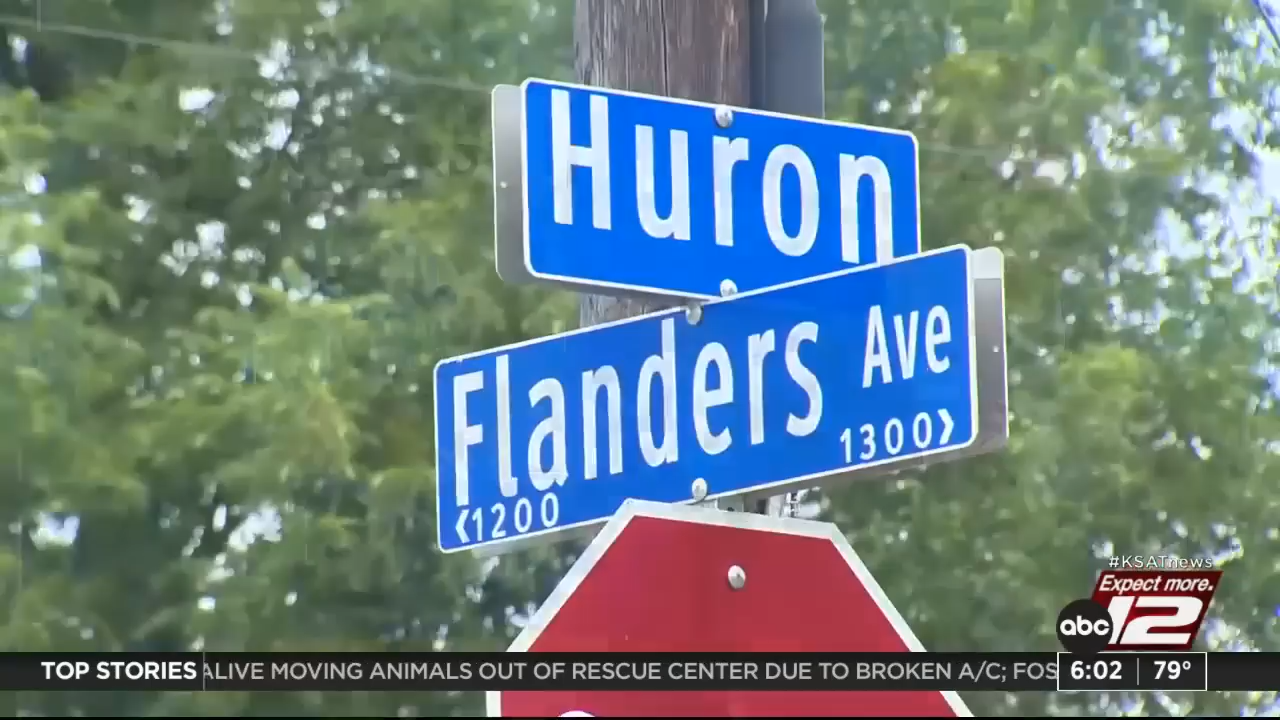 Huron
Flanders Ave
<1200
1300>
#KSATnews
Expect more.
abc 12
TOP STORIES ALIVE MOVING ANIMALS OUT OF RESCUE CENTER DUE TO BROKEN A/C; FOS 6:02 79°